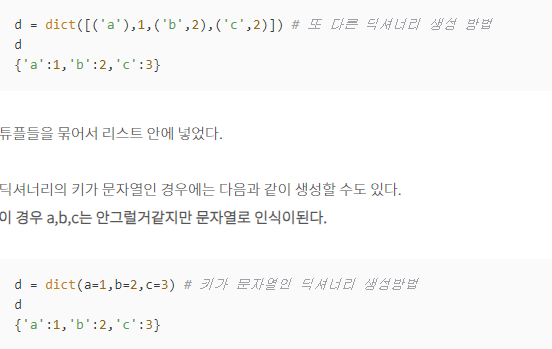 d = dict([('a'),1,('b',2),('c',2)]) # 또 다른 딕셔너리 생성 방법
d
{'a':1,'b':2,'c':3}
튜플들을 묶어서 리스트 안에 넣었다.
딕셔너리의 키가 문자열인 경우에는 다음과 같이 생성할 수도 있다.
이 경우 a,b,c는 안그럴거같지만 문자열로 인식이된다.
d = dict(a=1,b=2,c=3) # 키가 문자열인 딕셔너리 생성방법
d
{'a':1,'b':2,'c':3}